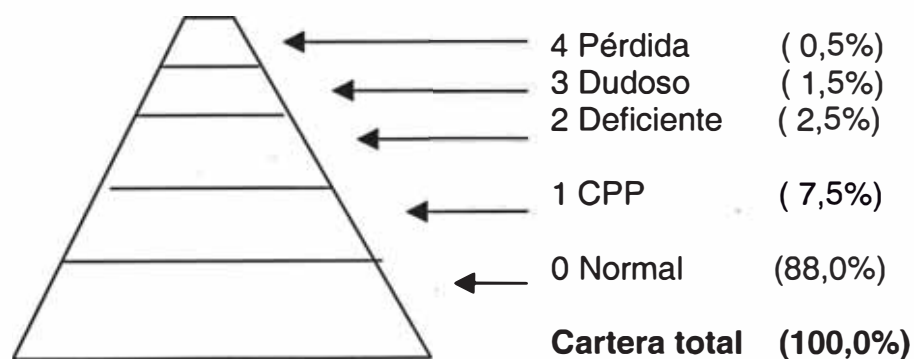 4 Pérdida ( 0,5%)
3 Dudoso ( 1,5%)
2 Deficiente ( 2,5%)
1 CPP ( 7,5%)
0 Normal (88,0%)
Cartera total (100,0%)